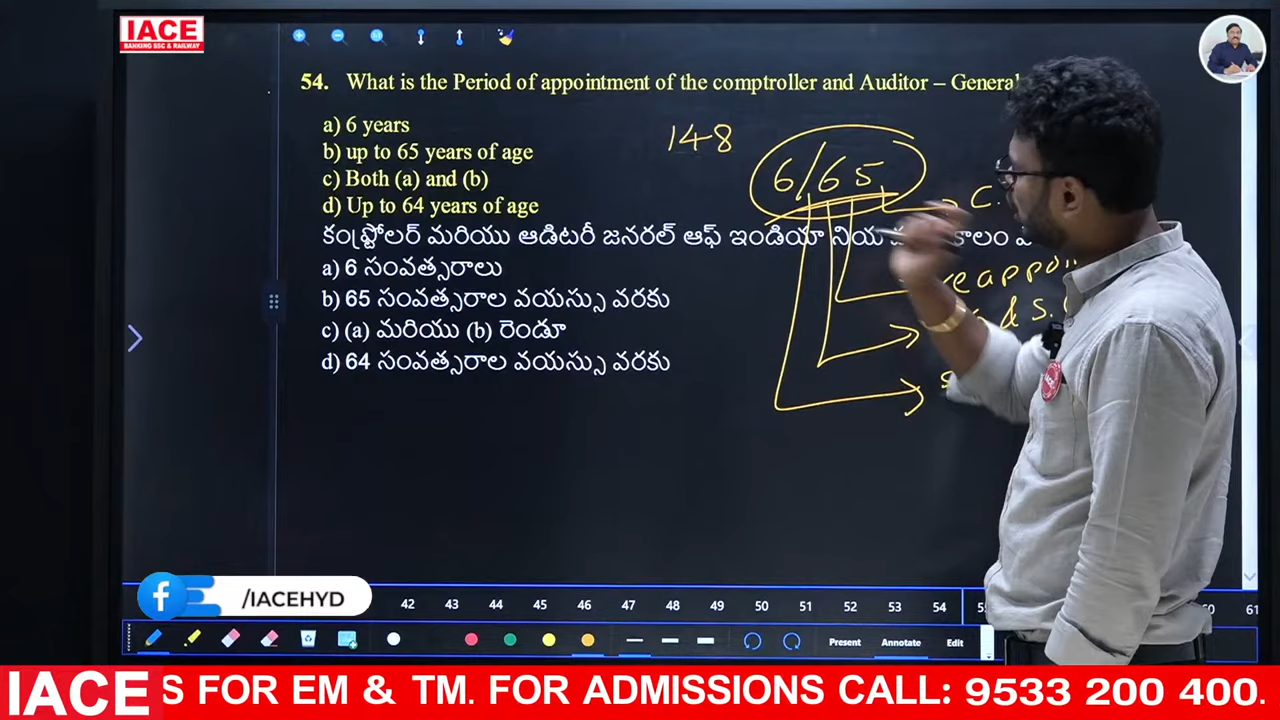 IACE
BANKING SSC & RAILWAY
54. What is the Period of appointment of the comptroller and Auditor – General
a) 6 years
b) up to 65 years of age
c) Both (a) and (b)
d) Up to 64 years of age
148
6/65
C.
కంప్ట్రోలర్ మరియు ఆడిటరీ జనరల్ ఆఫ్ ఇండియా నియ
a) 6 సంవత్సరాలు
b) 65 సంవత్సరాల వయస్సు వరకు
c) (a) మరియు (b) రెండూ
d) 64 సంవత్సరాల వయస్సు వరకు
& S.
/IACEHYD
42 43 44 45 46 47 48 49 50 51 52 53 54 60 61
Present Annotate Edit
IACE S FOR EM & TM. FOR ADMISSIONS CALL: 9533 200 400.
IACE